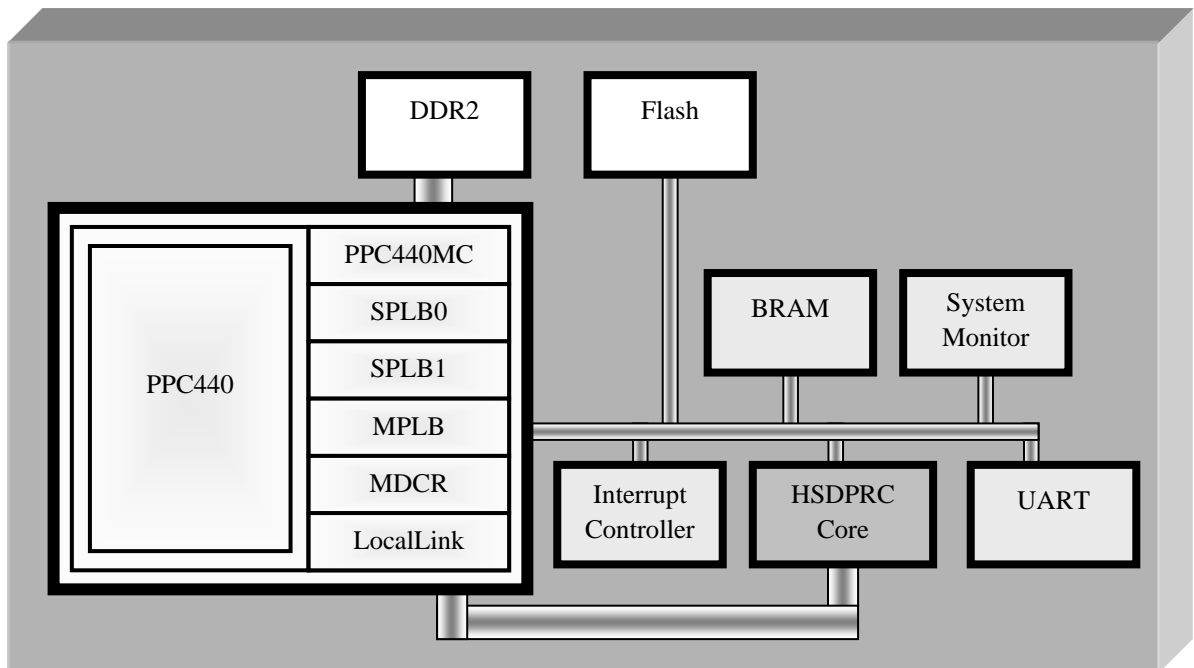 DDR2
Flash
PPC440
PPC440MC
SPLB0
SPLB1
MPLB
MDCR
LocalLink
BRAM
System
Monitor
Interrupt
Controller
HSDPRC
Core
UART